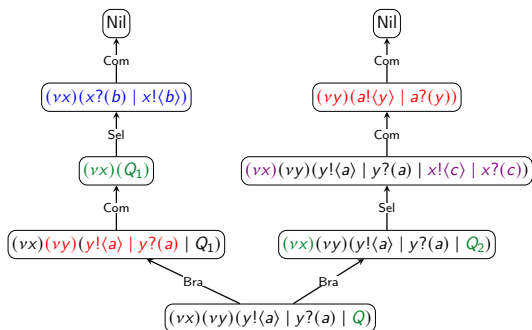 Nil Nil
Com Com
(νx)(x?(b) | x!⟨b⟩) (νy)(a!⟨y⟩ | a?(y))
Sel Com
(νx)(Q₁) (νx)(νy)(y!⟨a⟩ | y?(a) | x!⟨c⟩ | x?(c))
Com Sel
(νx)(νy)(y!⟨a⟩ | y?(a) | Q₁) (νx)(νy)(y!⟨a⟩ | y?(a) | Q₂)
Bra Bra
(νx)(νy)(y!⟨a⟩ | y?(a) | Q)